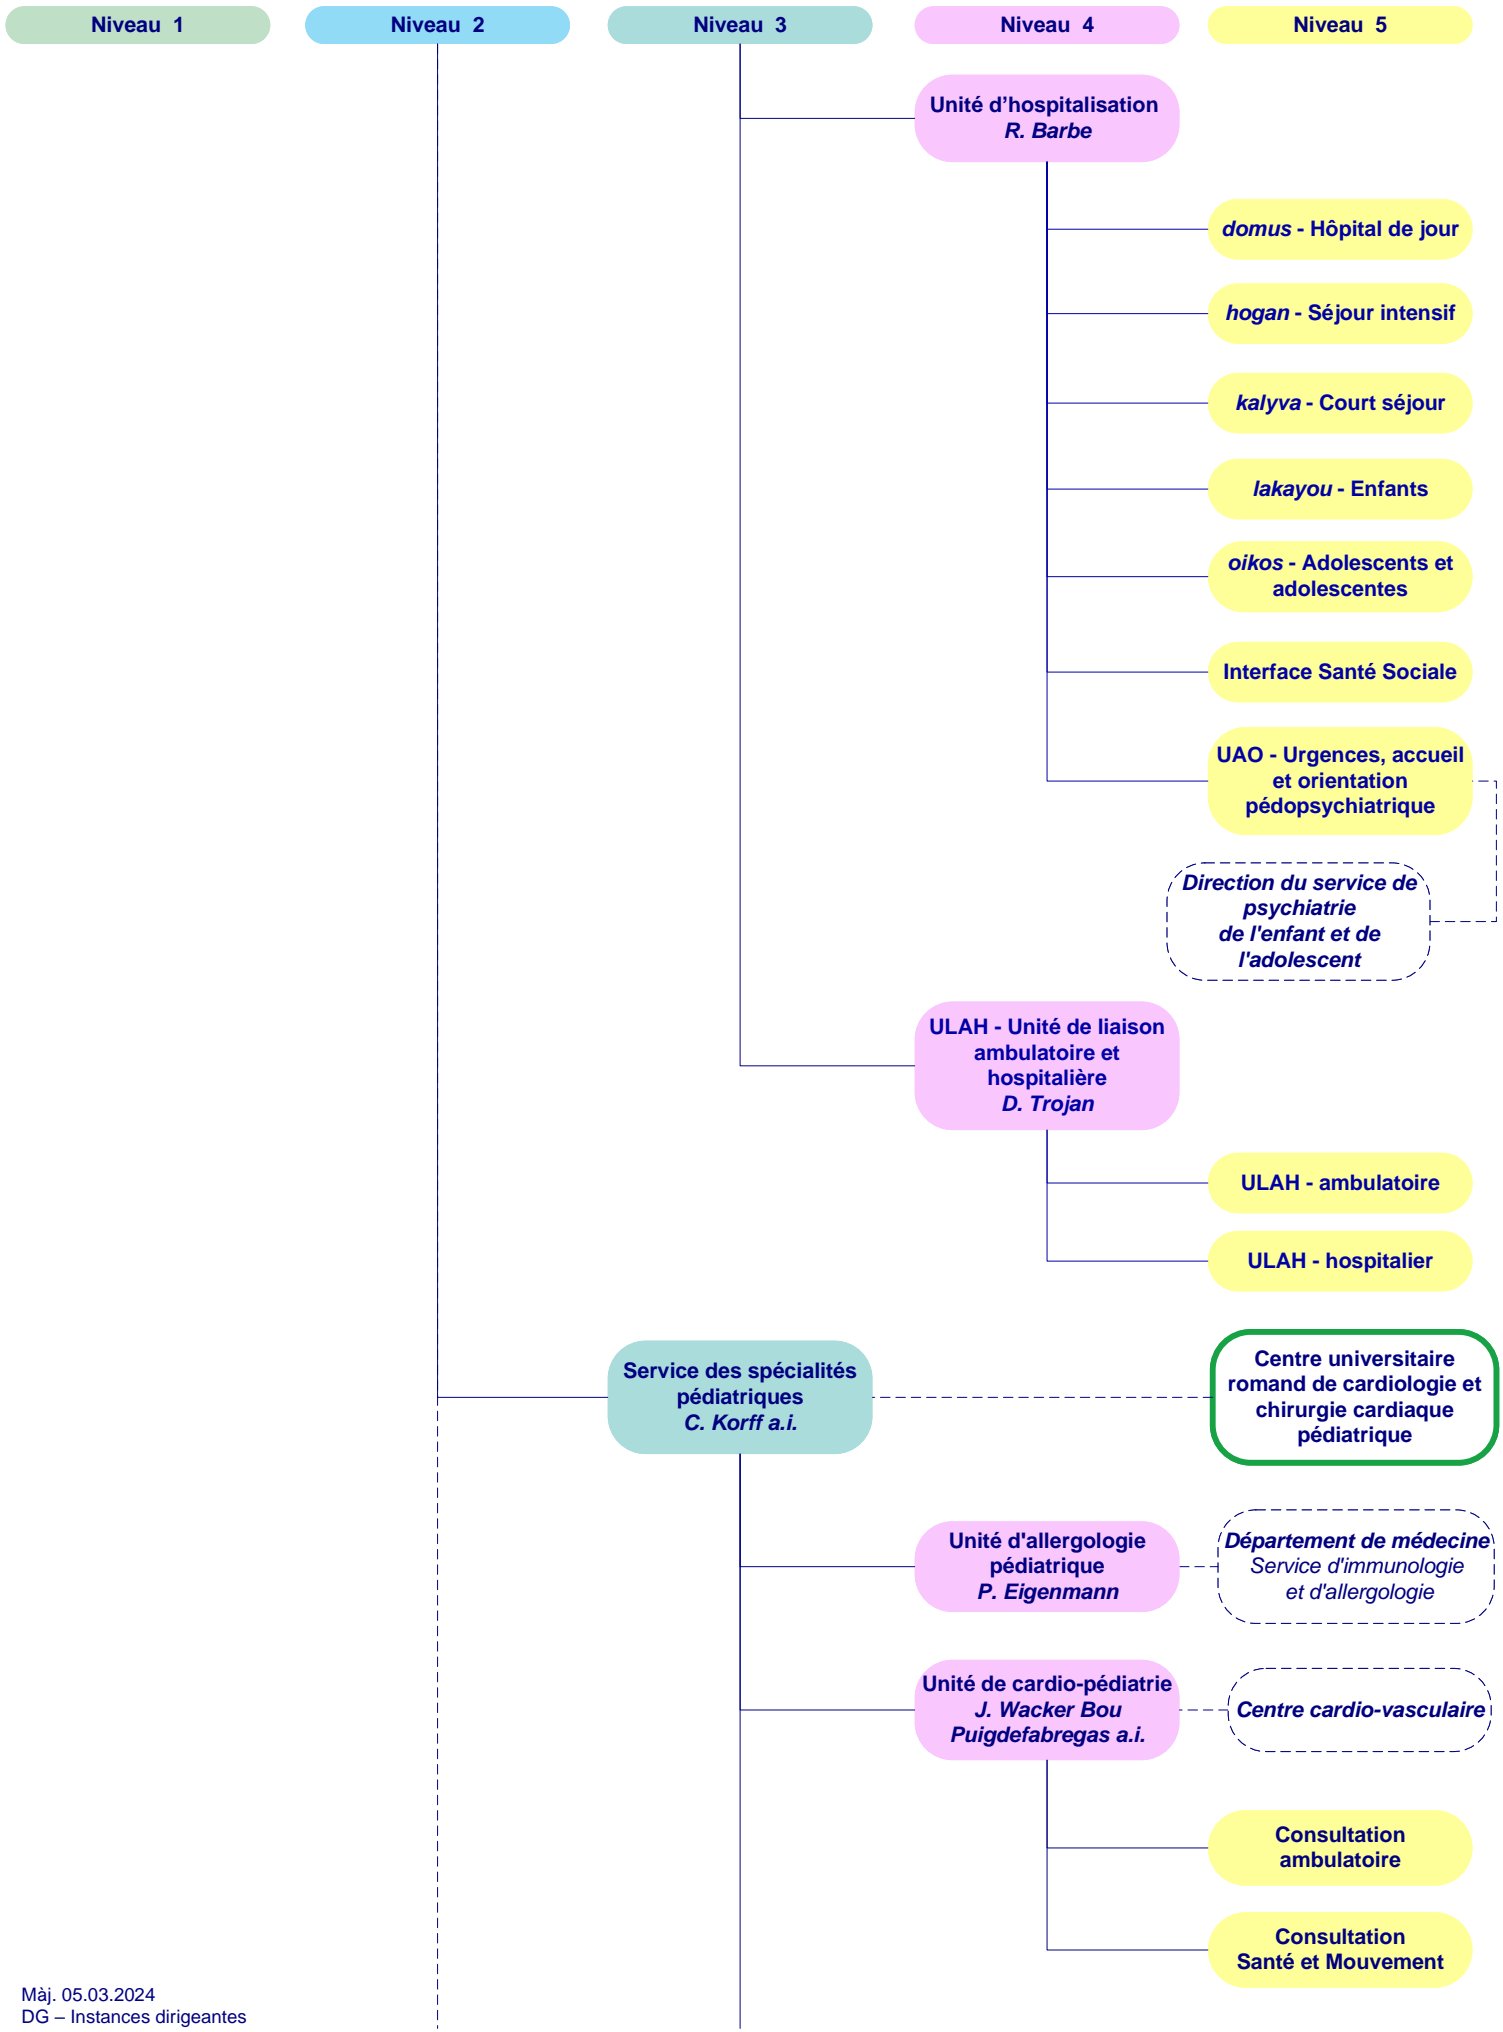 Niveau 1
Niveau 2
Niveau 3
Niveau 4
Niveau 5
Unité d’hospitalisation
R. Barbe
domus - Hôpital de jour
hogan - Séjour intensif
kalyva - Court séjour
lakayou - Enfants
oikos - Adolescents et
adolescentes
Interface Santé Sociale
UAO - Urgences, accueil
et orientation
pédopsychiatrique
Direction du service de
psychiatrie
de l'enfant et de
l'adolescent
ULAH - Unité de liaison
ambulatoire et
hospitalière
D. Trojan
ULAH - ambulatoire
ULAH - hospitalier
Service des spécialités
pédiatriques
C. Korff a.i.
Centre universitaire
romand de cardiologie et
chirurgie cardiaque
pédiatrique
Unité d'allergologie
pédiatrique
P. Eigenmann
Département de médecine
Service d'immunologie
et d'allergologie
Unité de cardio-pédiatrie
J. Wacker Bou
Puigdefabregas a.i.
Centre cardio-vasculaire
Consultation
ambulatoire
Consultation
Santé et Mouvement
Màj. 05.03.2024
DG – Instances dirigeantes